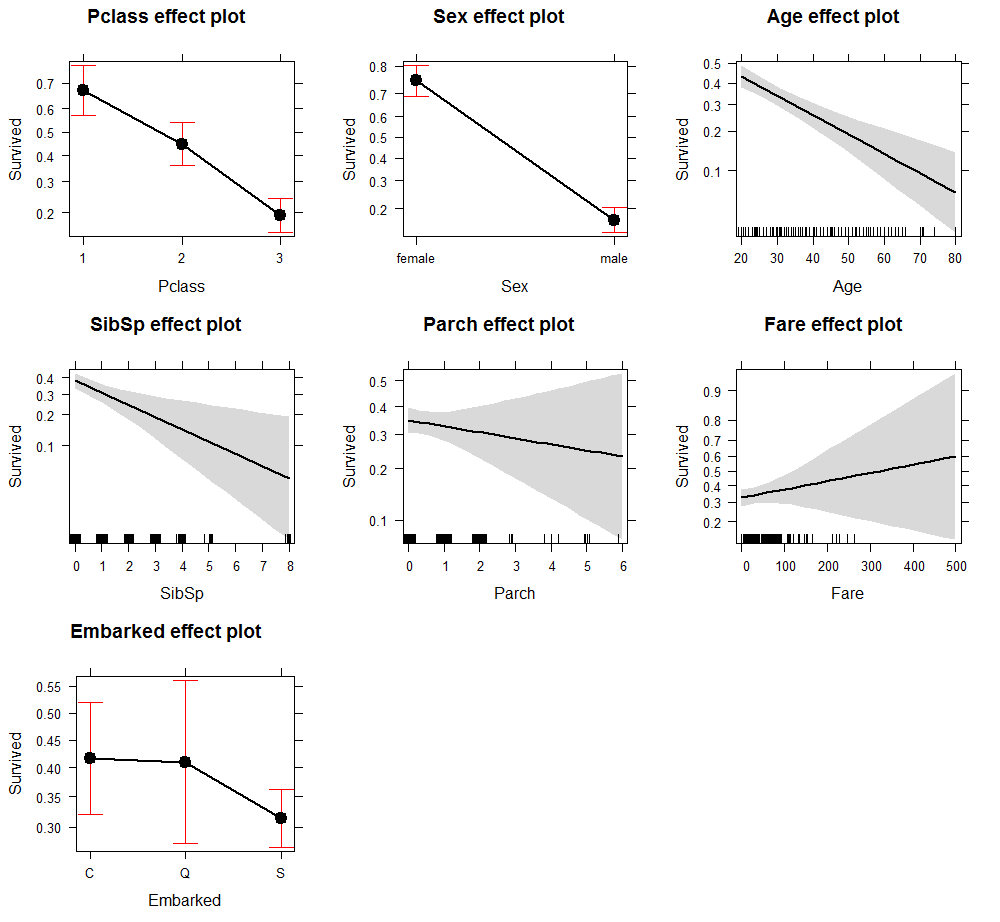 Pclass effect plot
Survived
0.7
0.6
0.5
0.4
0.3
0.2
1 2 3
Pclass
Sex effect plot
Survived
0.8
0.7
0.6
0.5
0.4
0.3
0.2
female male
Sex
Age effect plot
Survived
0.5
0.4
0.3
0.2
0.1
20 30 40 50 60 70 80
Age
SibSp effect plot
Survived
0.4
0.3
0.2
0.1
0 1 2 3 4 5 6 7 8
SibSp
Parch effect plot
Survived
0.5
0.4
0.3
0.2
0.1
0 1 2 3 4 5 6
Parch
Fare effect plot
Survived
0.9
0.8
0.7
0.6
0.5
0.4
0.3
0.2
0 100 200 300 400 500
Fare
Embarked effect plot
Survived
0.55
0.50
0.45
0.40
0.35
0.30
C Q S
Embarked